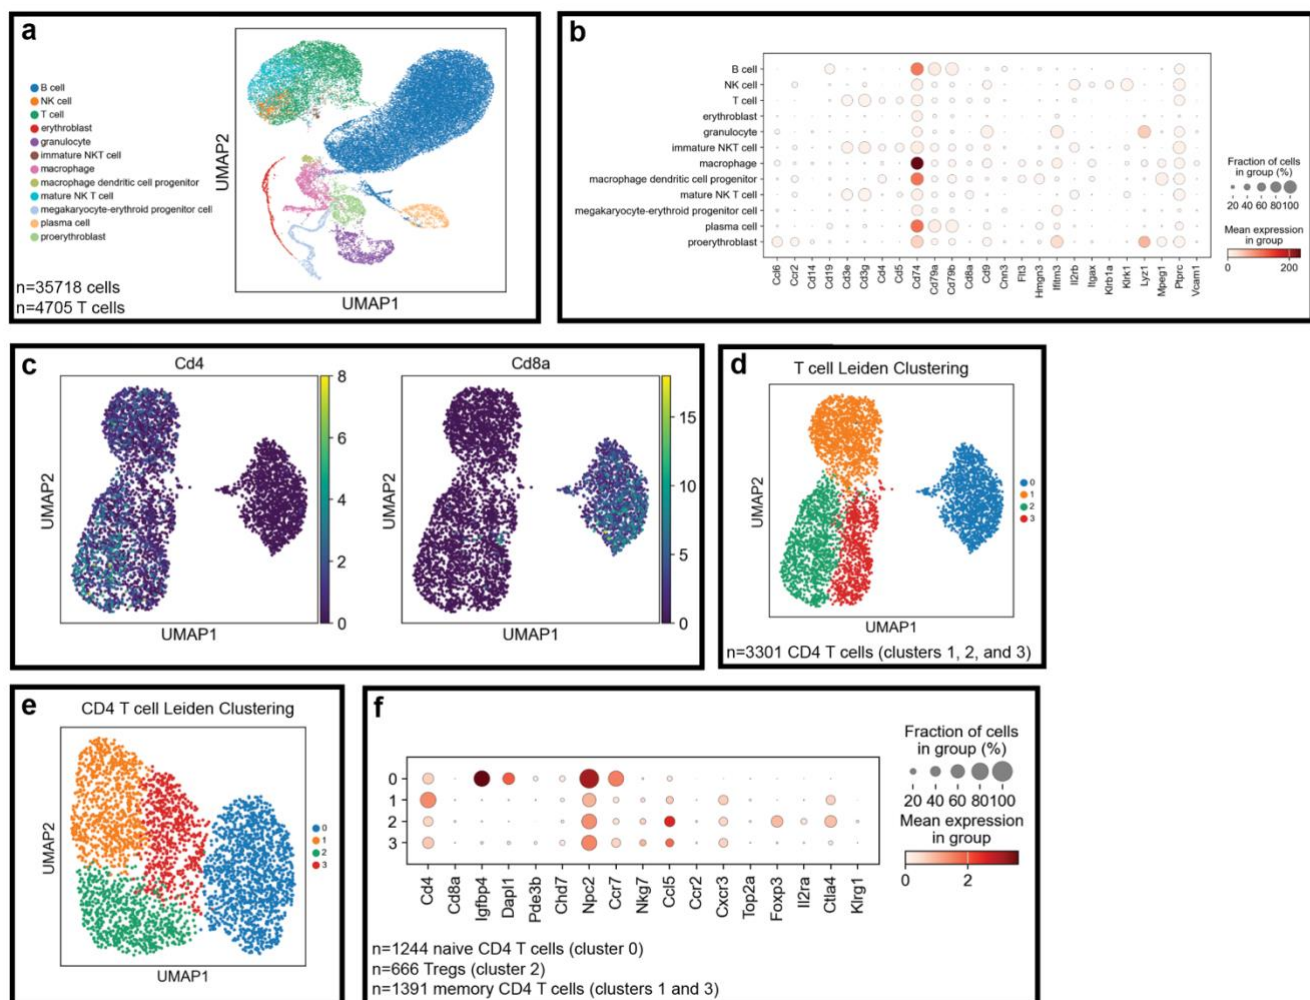 a
B cell
NK cell
T cell
erythroblast
granulocyte
immature NKT cell
macrophage
macrophage dendritic cell progenitor
mature NK T cell
megakaryocyte-erythroid progenitor cell
plasma cell
proerythroblast
UMAP2
UMAP1
n=35718 cells
n=4705 T cells
b
B cell
NK cell
T cell
erythroblast
granulocyte
immature NKT cell
macrophage
macrophage dendritic cell progenitor
mature NK T cell
megakaryocyte-erythroid progenitor cell
plasma cell
proerythroblast
Cd6 Ccr2 Cd14 Cd19 Cd3e Cd3g Cd4 Cd5 Cd74 Cd79a Cd79b Cd8a Cd9 Cnn3 Flt3 Hmgn3 Ifitm3 Il2rb Itgax Klrb1a Klrk1 Lyz1 Mpeg1 Ptprc Vcam1
Fraction of cells
in group (%)
20 40 60 80 100
Mean expression
in group
0 200
c
Cd4
UMAP2
UMAP1
8
6
4
2
0
Cd8a
UMAP2
UMAP1
15
10
5
0
d
T cell Leiden Clustering
UMAP2
UMAP1
0
1
2
3
n=3301 CD4 T cells (clusters 1, 2, and 3)
e
CD4 T cell Leiden Clustering
UMAP2
UMAP1
0
1
2
3
f
0
1
2
3
Cd4 Cd8a Igfbp4 Dapl1 Pde3b Chd7 Npc2 Ccr7 Nkg7 Ccl5 Ccr2 Cxcr3 Top2a Foxp3 Il2ra Ctla4 Klrg1
Fraction of cells
in group (%)
20 40 60 80 100
Mean expression
in group
0 2
n=1244 naive CD4 T cells (cluster 0)
n=666 Tregs (cluster 2)
n=1391 memory CD4 T cells (clusters 1 and 3)